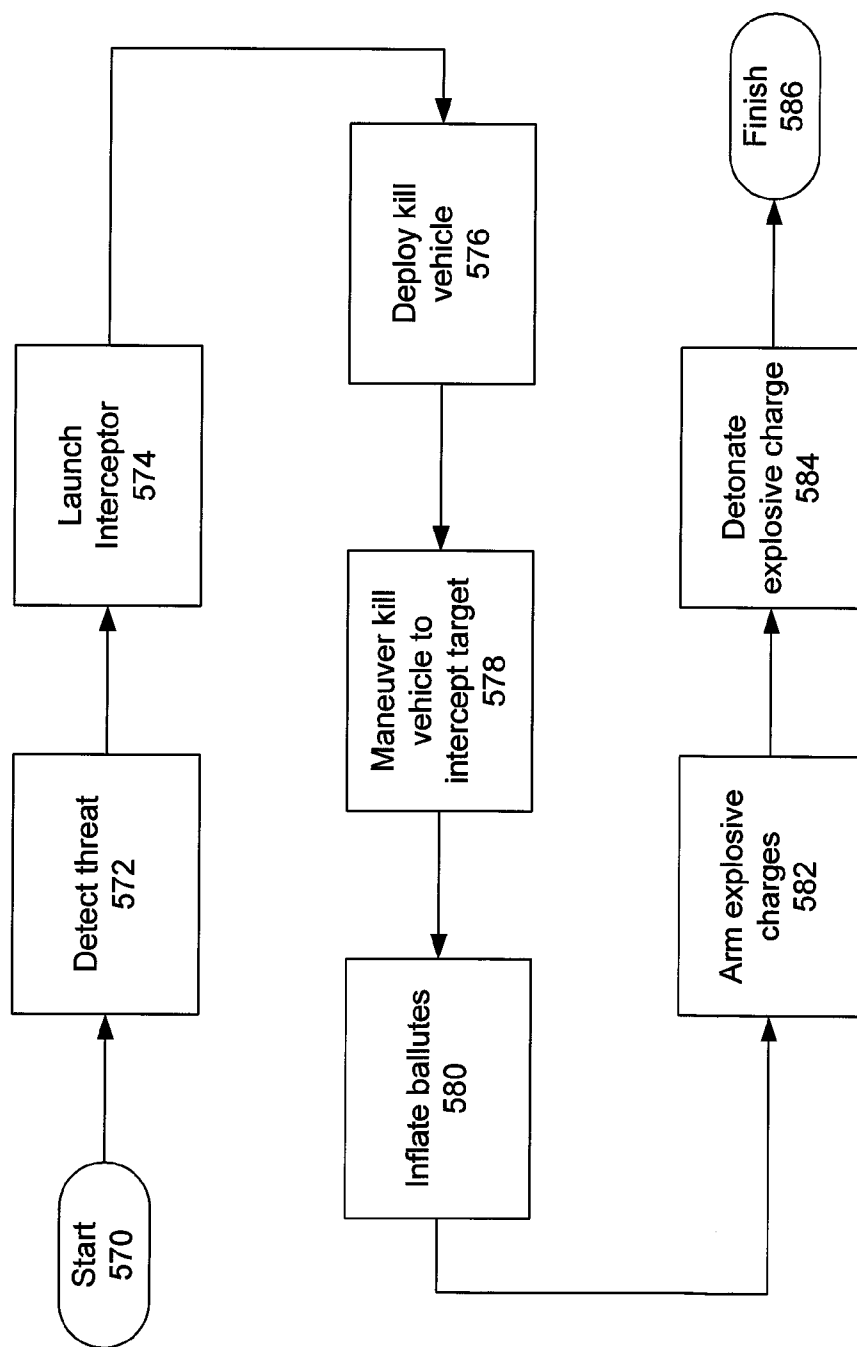 Start
570
Detect threat
572
Launch
Interceptor
574
Deploy kill
vehicle
576
Maneuver kill
vehicle to
intercept target
578
Inflate ballutes
580
Arm explosive
charges
582
Detonate
explosive charge
584
Finish
586